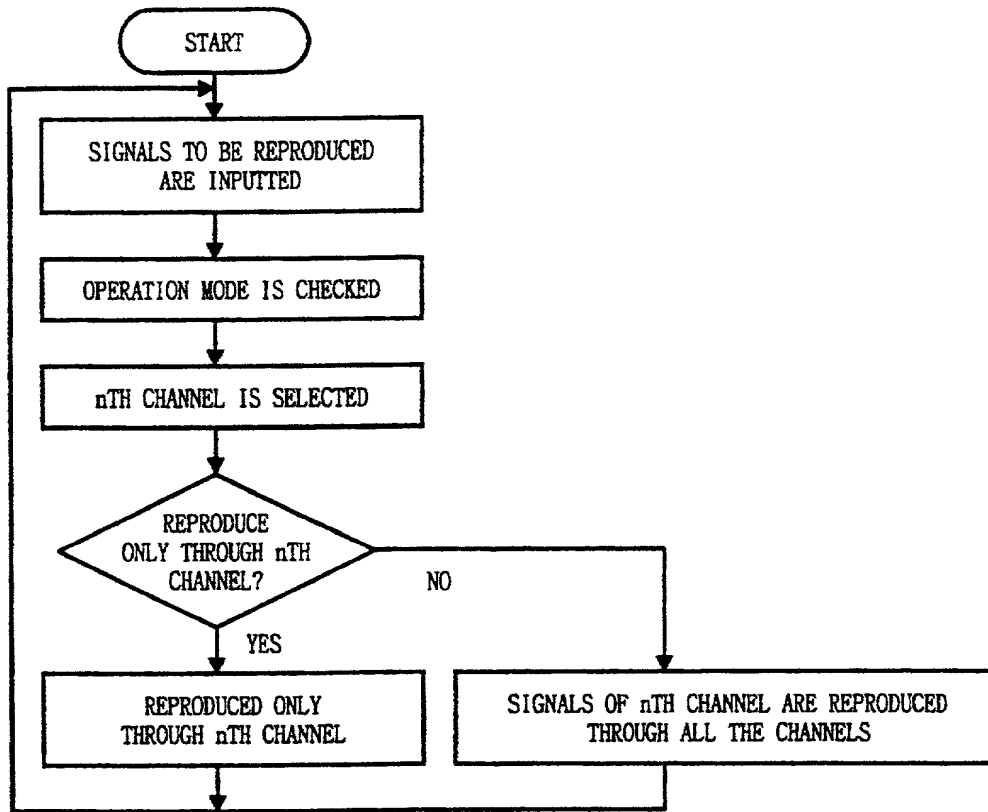 START
SIGNALS TO BE REPRODUCED
ARE INPUTTED
OPERATION MODE IS CHECKED
nTH CHANNEL IS SELECTED
REPRODUCE
ONLY THROUGH nTH
CHANNEL?
NO
YES
REPRODUCED ONLY
THROUGH nTH CHANNEL
SIGNALS OF nTH CHANNEL ARE REPRODUCED
THROUGH ALL THE CHANNELS